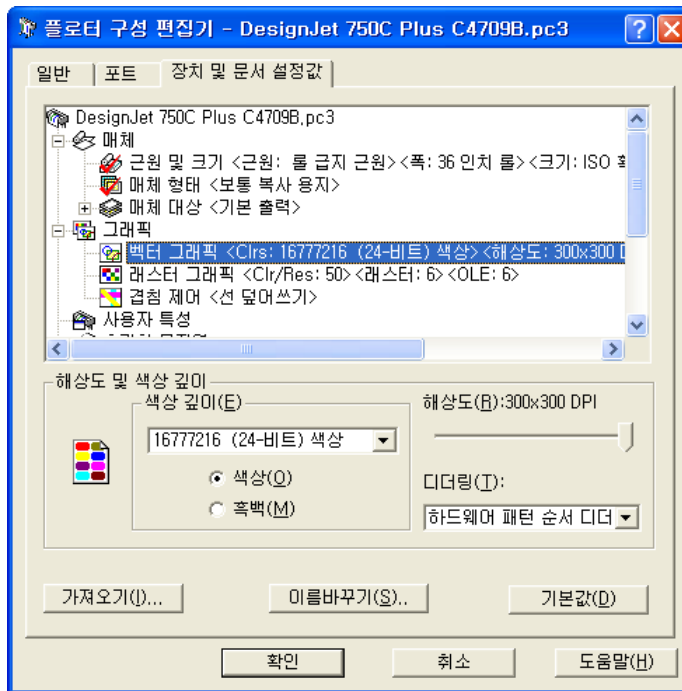 플로터 구성 편집기 - DesignJet 750C Plus C4709B.pc3
일반 포트 장치 및 문서 설정값
DesignJet 750C Plus C4709B.pc3
매체
근원 및 크기 <근원: 롤 급지 근원><폭: 36 인치 롤><크기: ISO
매체 형태 <보통 복사 용지>
매체 대상 <기본 출력>
그래픽
벡터 그래픽 <Clrs: 16777216 (24-비트) 색상><해상도: 300x300
래스터 그래픽 <Clr/Res: 50><래스터: 6><OLE: 6>
겹침 제어 <선 덮어쓰기>
사용자 특성
해상도 및 색상 깊이
색상 깊이(E)
해상도(R):300x300 DPI
16777216 (24-비트) 색상
색상(O)
디더링(T):
흑백(M)
하드웨어 패턴 순서 디더
가져오기(I)...
이름바꾸기(S)..
기본값(D)
확인
취소
도움말(H)